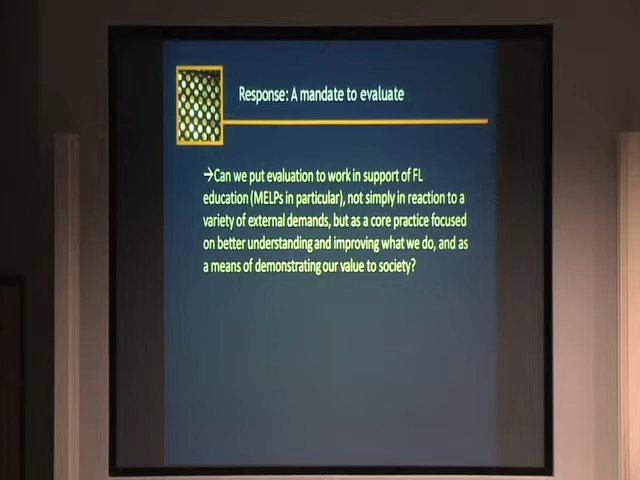 Response: A mandate to evaluate
→Can we put evaluation to work in support of FL
education (MELPs in particular), not simply in reaction to a
variety of external demands, but as a core practice focused
on better understanding and improving what we do, and as
a means of demonstrating our value to society?